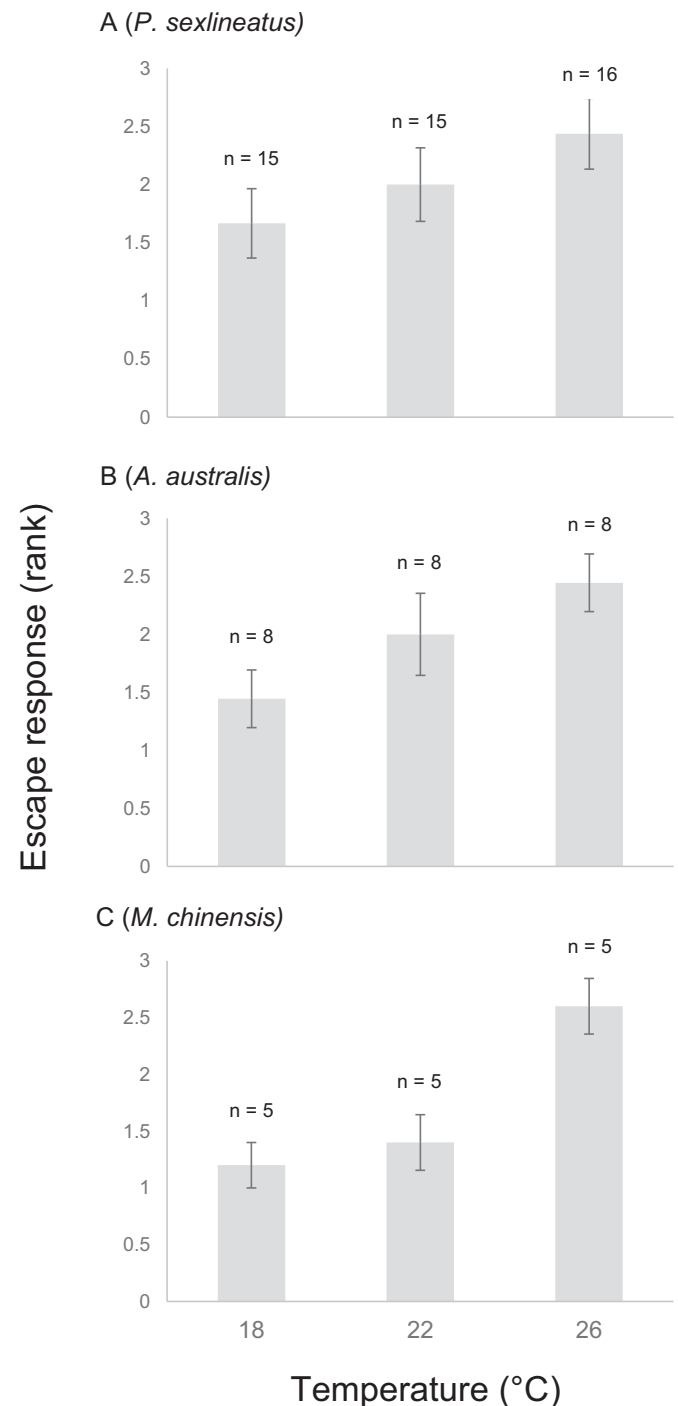 A (P. sexlineatus)
3
2.5
2
1.5
1
0.5
0
n = 15
n = 15
n = 16
B (A. australis)
3
2.5
2
1.5
1
0.5
0
n = 8
n = 8
n = 8
Escape response (rank)
C (M. chinensis)
3
2.5
2
1.5
1
0.5
0
n = 5
n = 5
n = 5
18 22 26
Temperature (°C)